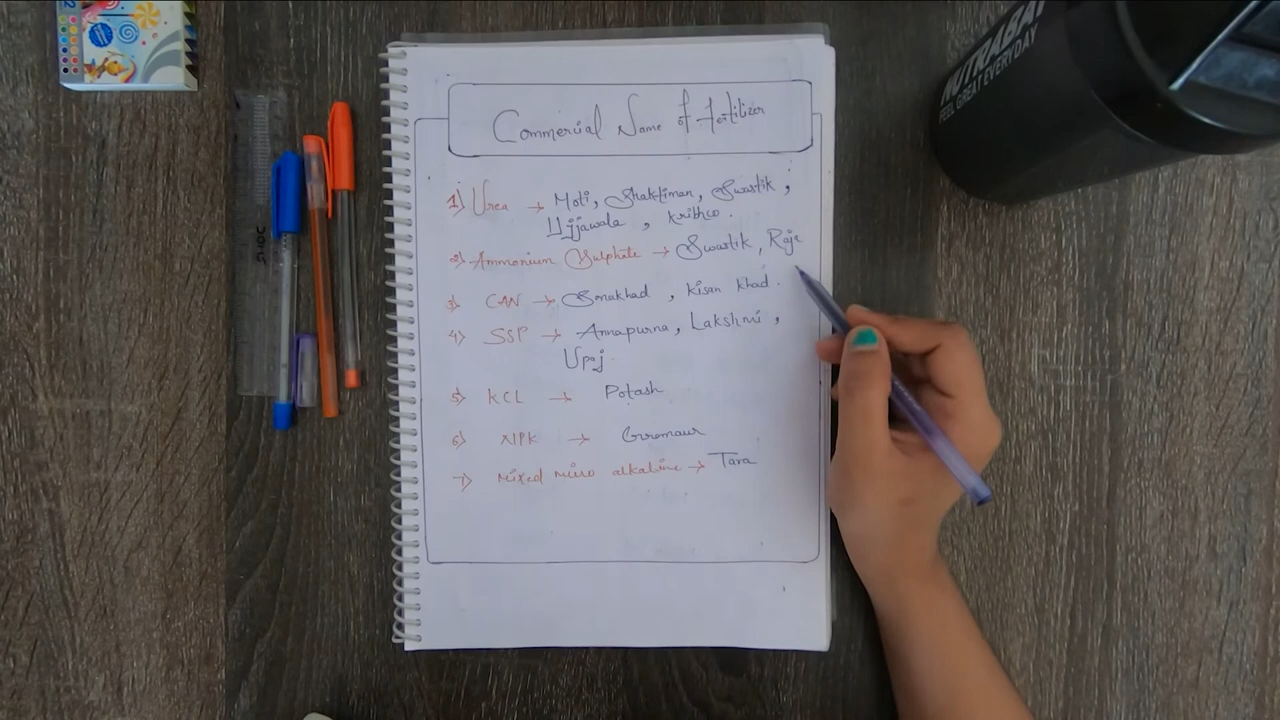 Commercial Name of Fertilizer
1) Urea → Moti, Shaktiman, Swastik,
Ujjawala, Krithco.
2) Ammonium Sulphate → Swastik, Raja
3) CAN → Sonakhad, Kisan Khad.
4) SSP → Annapurna, Lakshmi,
Upaj.
5) KCL → Potash
6) NPK → Gromaur
7) Mixed micro alkaline → Tara
NUTRABAY
FEEL GREAT EVERYDAY